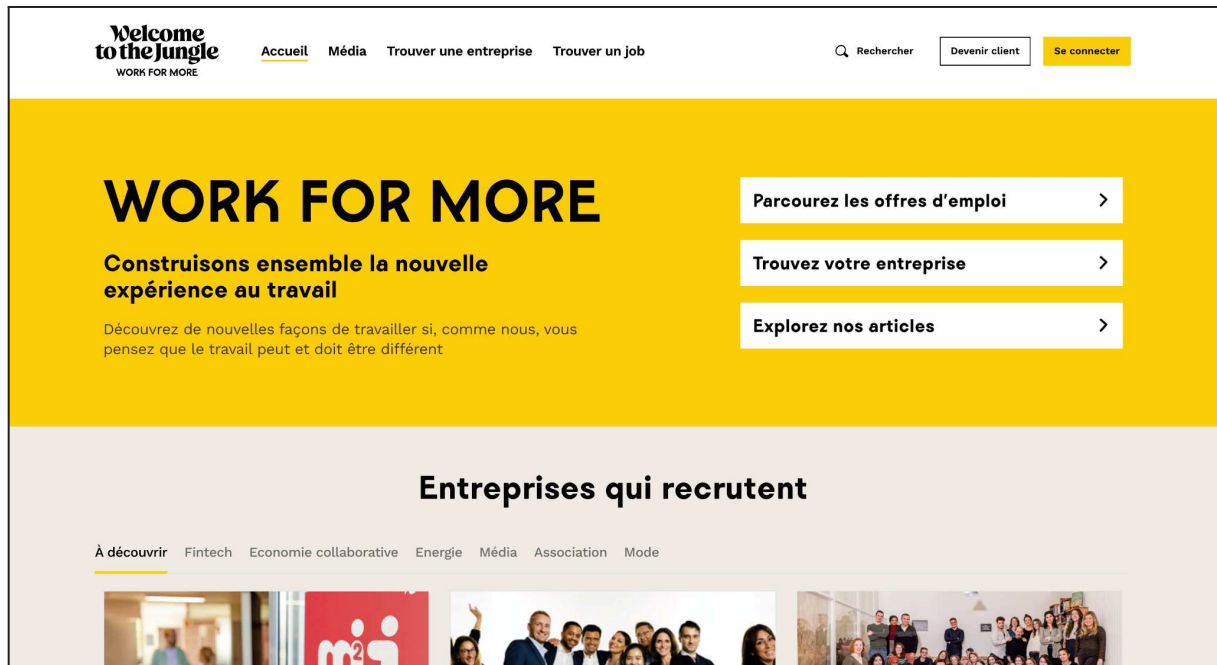 Welcome
to the Jungle
WORK FOR MORE
Accueil Média Trouver une entreprise Trouver un job
Rechercher Devenir client Se connecter
WORK FOR MORE
Construisons ensemble la nouvelle
expérience au travail
Découvrez de nouvelles façons de travailler si, comme nous, vous
pensez que le travail peut et doit être différent
Parcourez les offres d'emploi
Trouvez votre entreprise
Explorez nos articles
Entreprises qui recrutent
À découvrir Fintech Economie collaborative Energie Média Association Mode
m2i